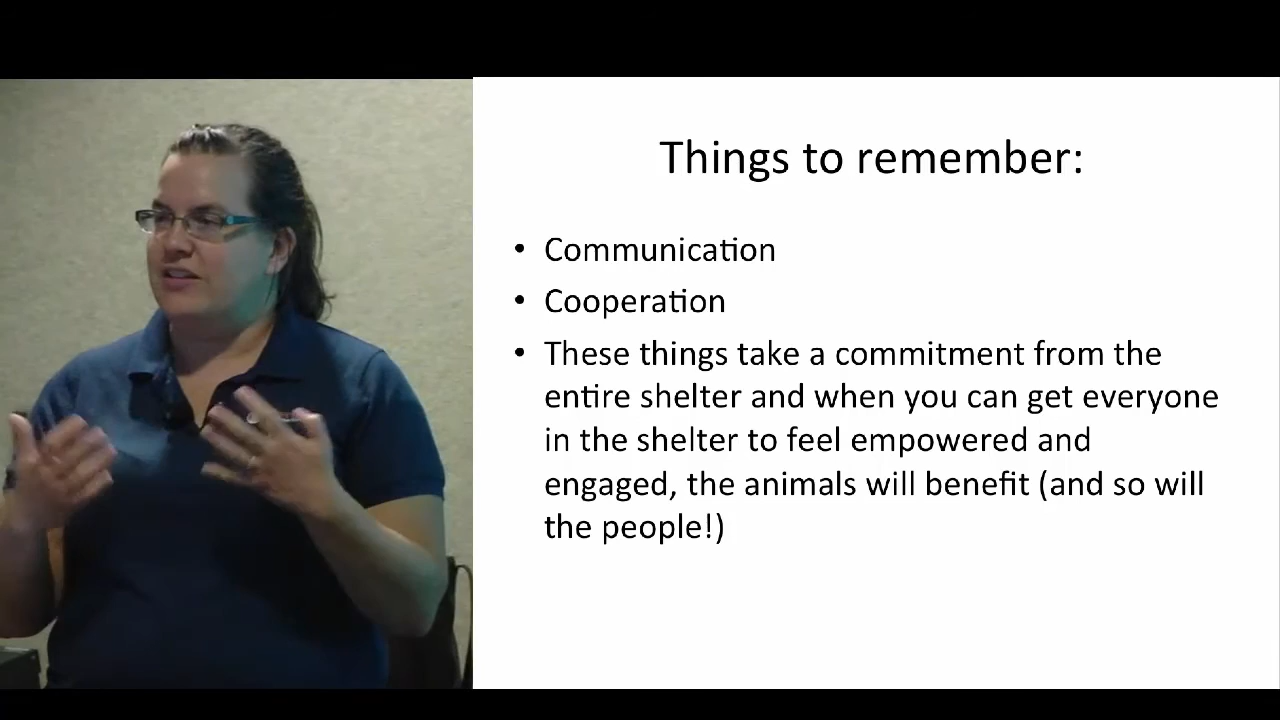 Things to remember:
• Communication
• Cooperation
• These things take a commitment from the
entire shelter and when you can get everyone
in the shelter to feel empowered and
engaged, the animals will benefit (and so will
the people!)